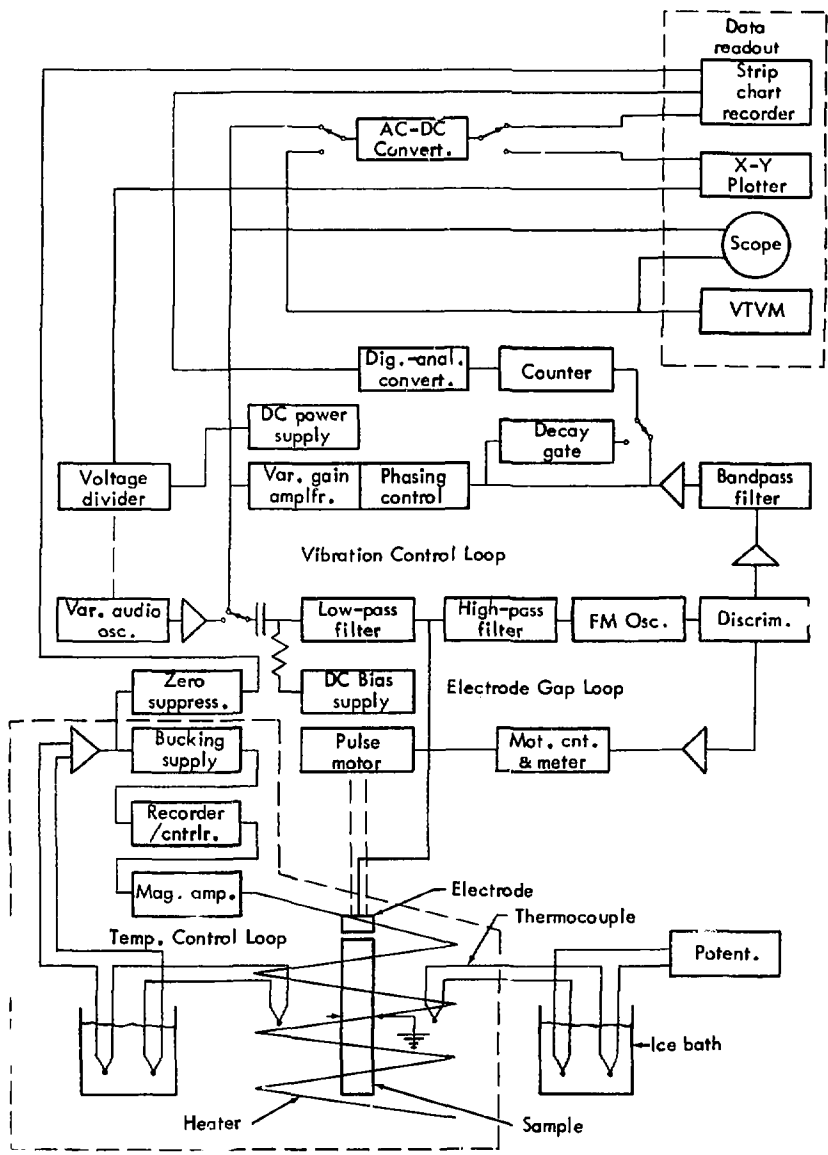 Data
readout
Strip
chart
recorder
AC-DC
Convert.
X-Y
Plotter
Scope
VTVM
Dig.-anal.
convert.
Counter
DC power
supply
Decay
gate
Voltage
divider
Var. gain
amplfr.
Phasing
control
Bandpass
filter
Vibration Control Loop
Var. audio
osc.
Low-pass
filter
High-pass
filter
FM Osc.
Discrim.
Zero
suppress.
DC Bias
supply
Electrode Gap Loop
Bucking
supply
Pulse
motor
Mot. cnt.
& meter
Recorder
/cntrlr.
Mag. amp.
Electrode
Thermocouple
Temp. Control Loop
Potent.
Ice bath
Heater
Sample